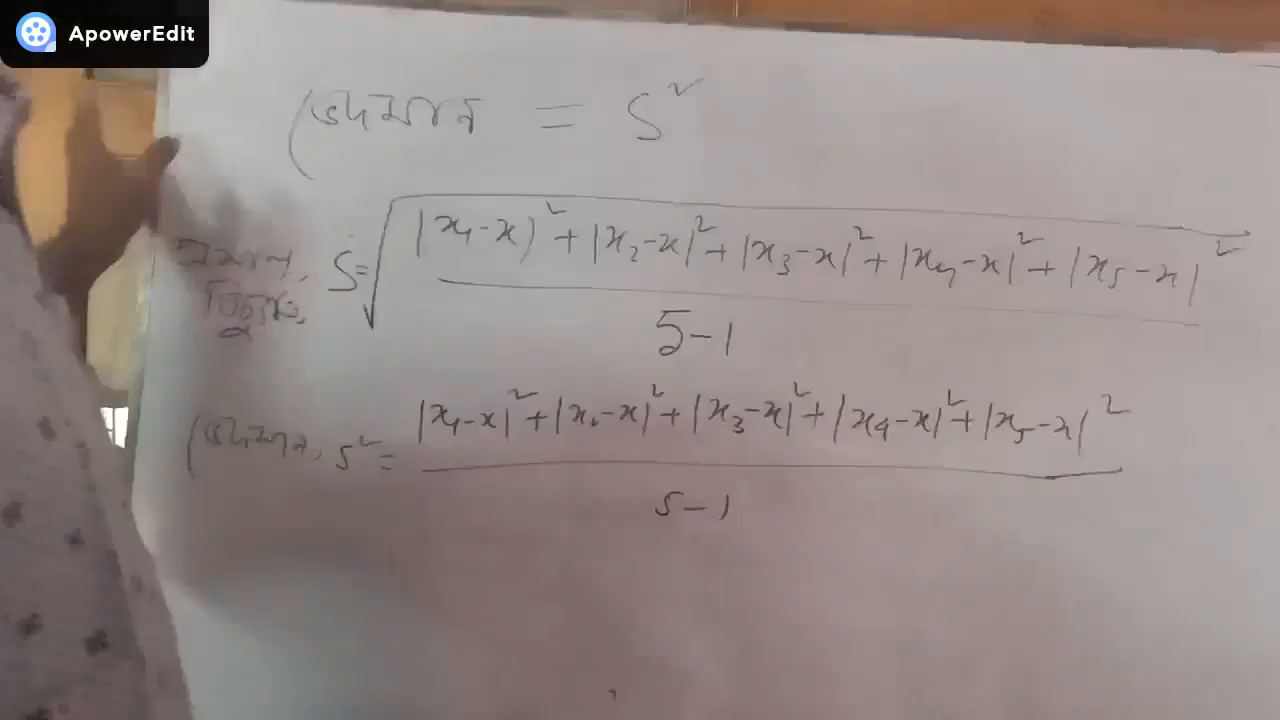 ApowerEdit
ভেদমান = S²
S = √(|x₁-x)² + |x₂-x|² + |x₃-x|² + |x₄-x|² + |x₅-x|²
5-1
ভেদমান, S² = |x₁-x|² + |x₂-x|² + |x₃-x|² + |x₄-x|² + |x₅-x|²
5-1